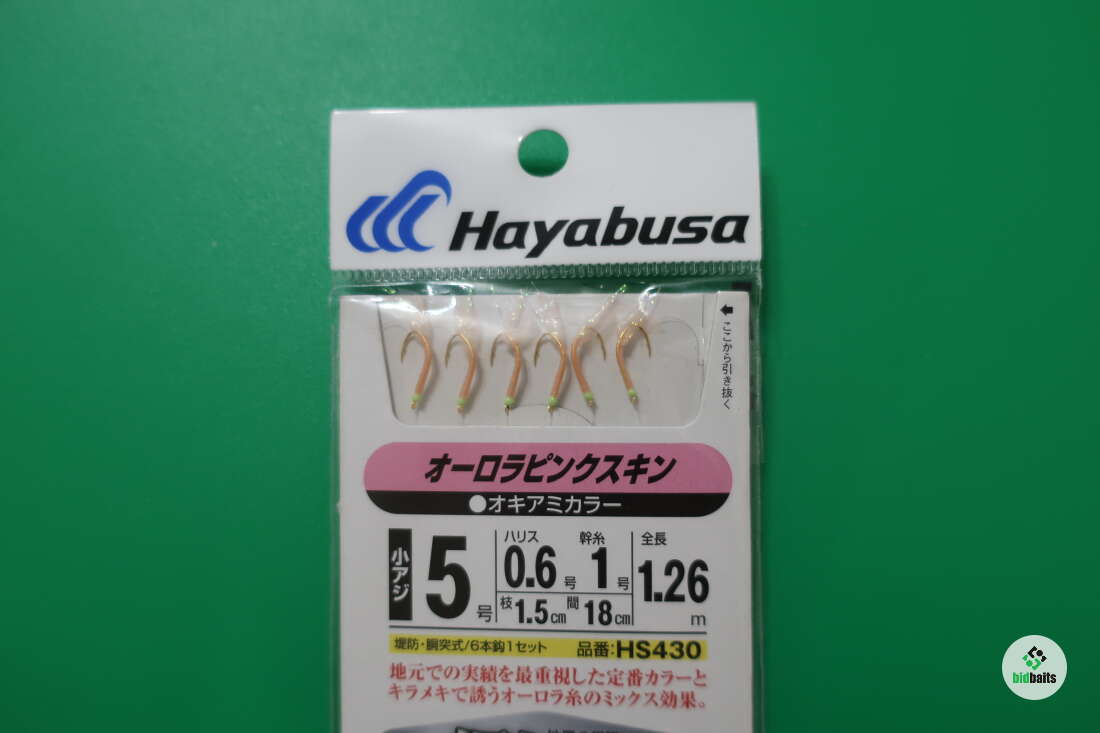 Hayabusa
ここから引き抜く
オーロラピンクスキン
●オキアミカラー
小アジ 5号
ハリス 0.6号 幹糸 1号 全長 1.26m
枝 1.5cm 間 18cm
堤防・胴突式/6本鈎1セット 品番:HS430
地元での実績を最重視した定番カラーと
キラメキで誘うオーロラ糸のミックス効果。
bidbaits